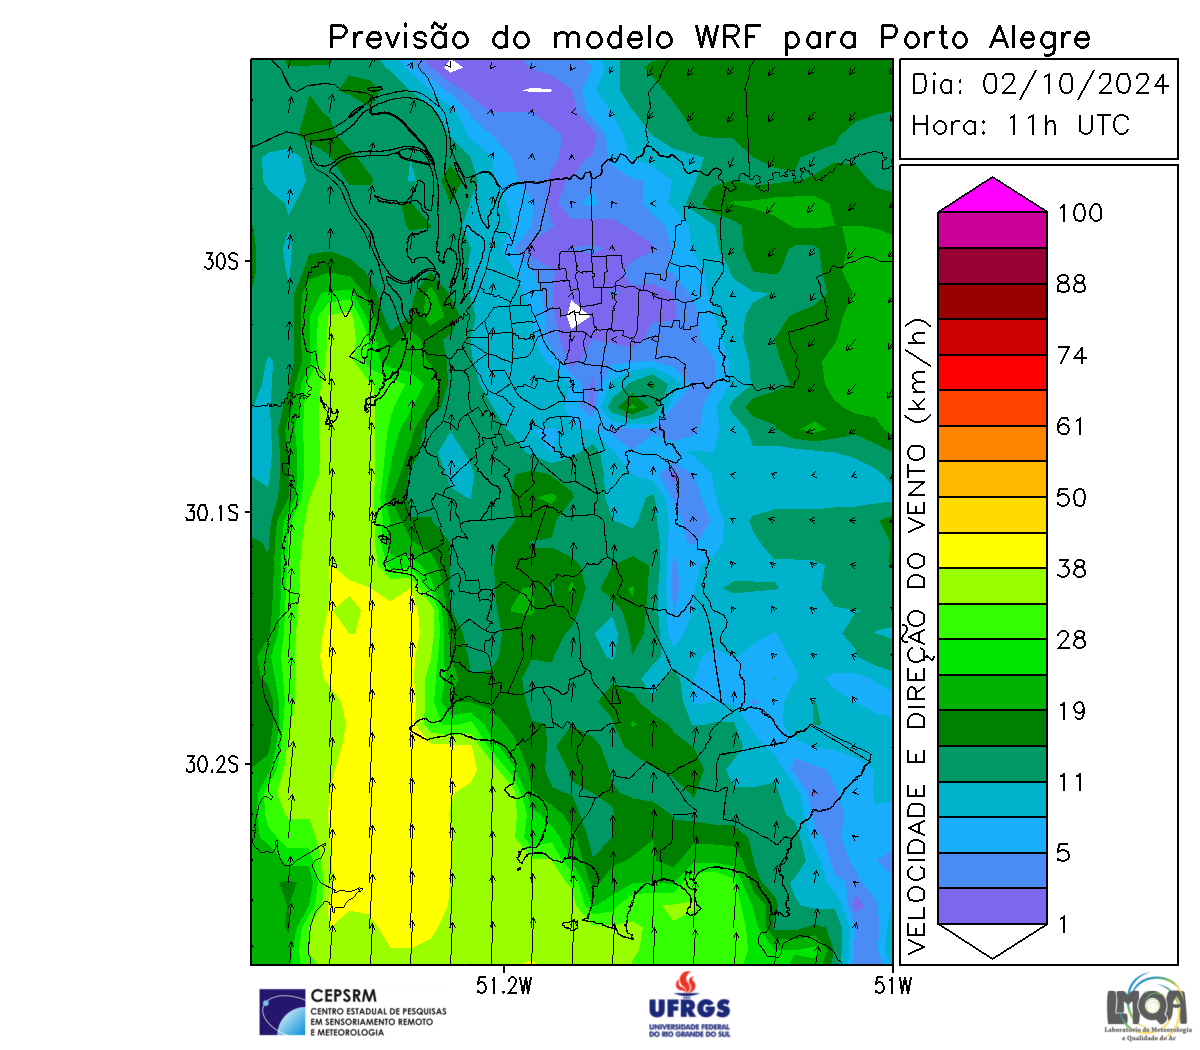 Previsão do modelo WRF para Porto Alegre
Dia: 02/10/2024
Hora: 11h UTC
100
88
74
61
50
38
28
19
11
5
1
VELOCIDADE E DIREÇÃO DO VENTO (km/h)
30S
30.1S
30.2S
51.2W
51W
CEPSRM
CENTRO ESTADUAL DE PESQUISAS
EM SENSORIAMENTO REMOTO
E METEOROLOGIA
UFRGS
UNIVERSIDADE FEDERAL
DO RIO GRANDE DO SUL
LMQA
Laboratório de Meteorologia
e Qualidade do Ar